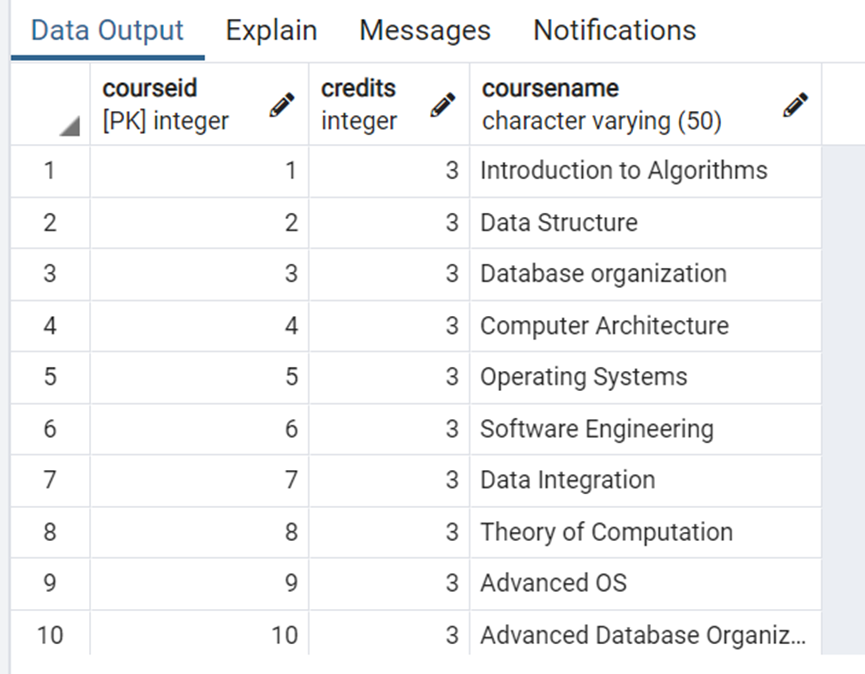 Data Output Explain Messages Notifications
courseid credits coursename
[PK] integer integer character varying (50)
1 1 3 Introduction to Algorithms
2 2 3 Data Structure
3 3 3 Database organization
4 4 3 Computer Architecture
5 5 3 Operating Systems
6 6 3 Software Engineering
7 7 3 Data Integration
8 8 3 Theory of Computation
9 9 3 Advanced OS
10 10 3 Advanced Database Organiz...